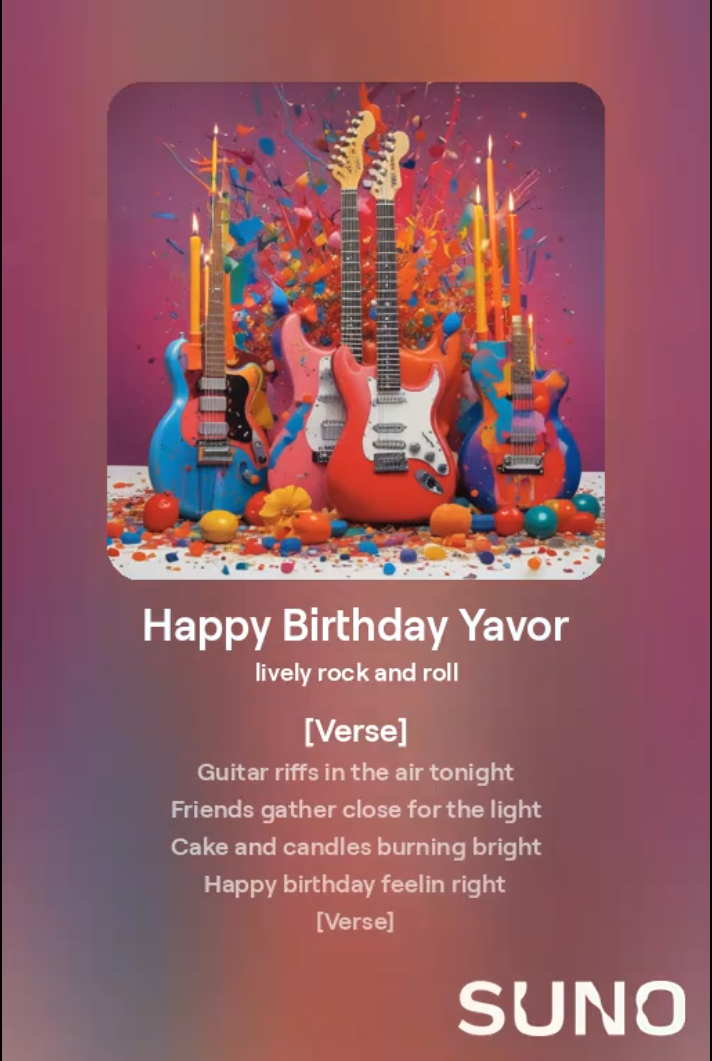 Happy Birthday Yavor
lively rock and roll
[Verse]
Guitar riffs in the air tonight
Friends gather close for the light
Cake and candles burning bright
Happy birthday feelin right
[Verse]
SUNO